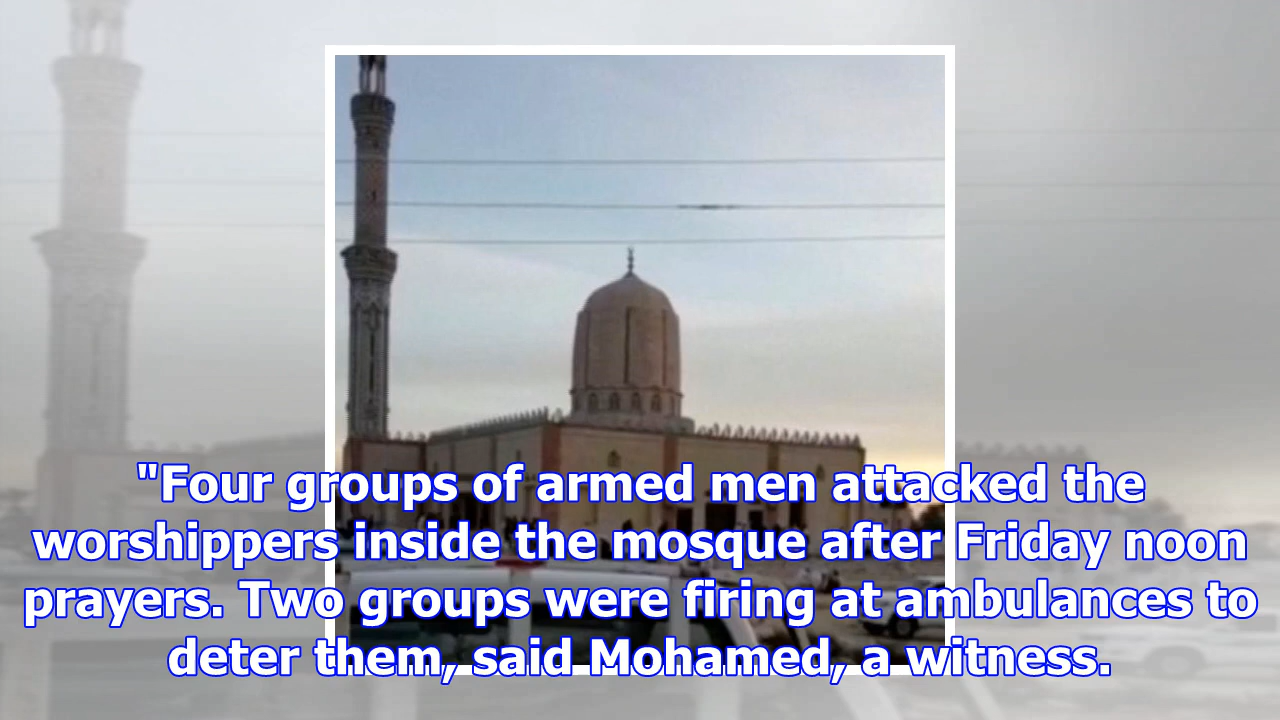 "Four groups of armed men attacked the
worshippers inside the mosque after Friday noon
prayers. Two groups were firing at ambulances to
deter them, said Mohamed, a witness.